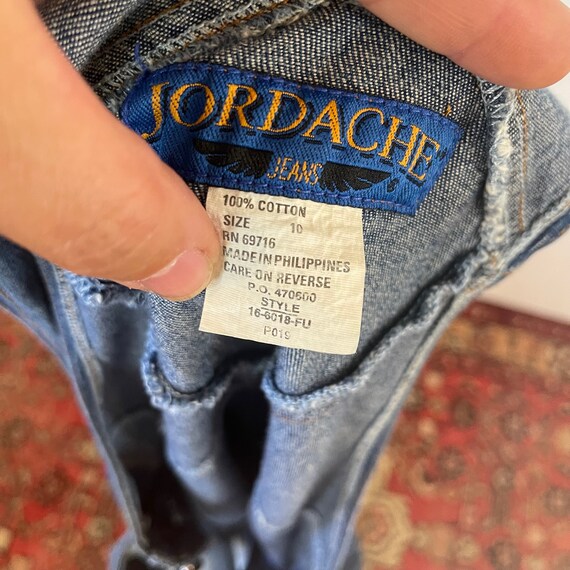 JORDACHE
JEANS
100% COTTON
SIZE 10
RN 69716
MADE IN PHILIPPINES
CARE ON REVERSE
P.O. 470600
STYLE
16-6018-FU
P019